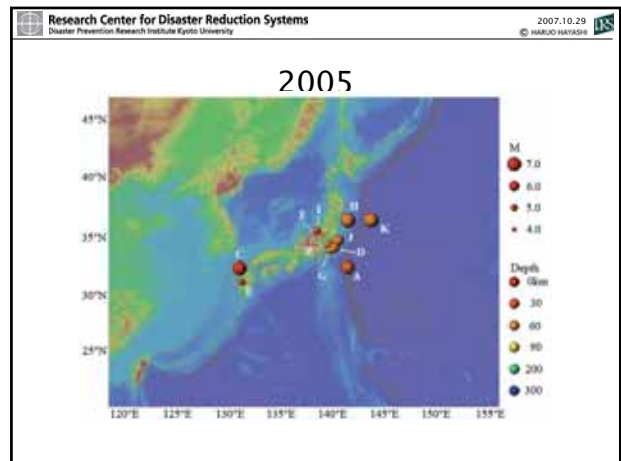 Research Center for Disaster Reduction Systems
Disaster Prevention Research Institute Kyoto University
2007.10.29
© HARUO HAYASHI
DRS
2005
45°N
40°N
35°N
30°N
25°N
120°E 125°E 130°E 135°E 140°E 145°E 150°E 155°E
C
I
H
K
J
D
G
A
M
7.0
6.0
5.0
4.0
Depth
0km
30
60
90
200
300